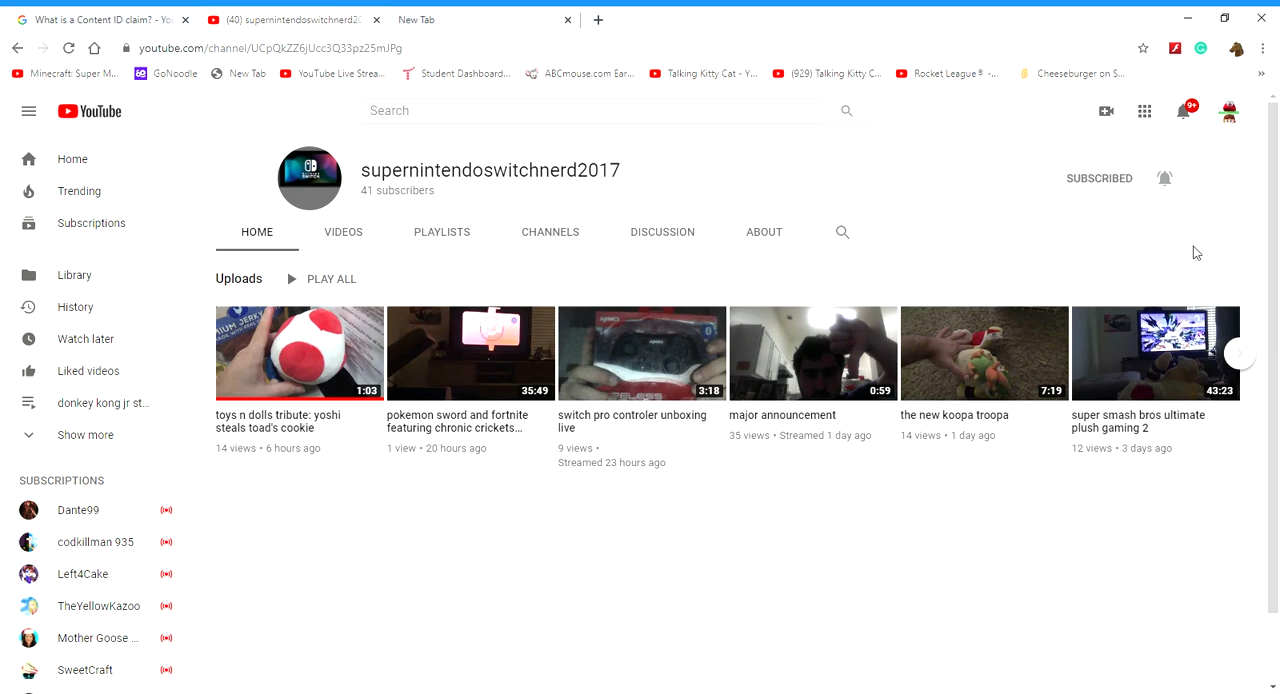 What is a Content ID claim? - Yo
(40) supernintendoswitchnerd20
New Tab
youtube.com/channel/UCpQkZZ6jUcc3Q33pz25mJPg
Minecraft: Super M...
GoNoodle
New Tab
YouTube Live Strea...
Student Dashboard...
ABCmouse.com Ear...
Talking Kitty Cat - Y...
(929) Talking Kitty C...
Rocket League® -...
Cheeseburger on S...
YouTube
Search
9+
Home
Trending
Subscriptions
Library
History
Watch later
Liked videos
donkey kong jr st...
Show more
SUBSCRIPTIONS
Dante99
codkillman 935
Left4Cake
TheYellowKazoo
Mother Goose ...
SweetCraft
supernintendoswitchnerd2017
41 subscribers
SUBSCRIBED
HOME
VIDEOS
PLAYLISTS
CHANNELS
DISCUSSION
ABOUT
Uploads
PLAY ALL
1:03
toys n dolls tribute: yoshi
steals toad's cookie
14 views • 6 hours ago
35:49
pokemon sword and fortnite
featuring chronic crickets...
1 view • 20 hours ago
3:18
switch pro controler unboxing
live
9 views •
Streamed 23 hours ago
0:59
major announcement
35 views • Streamed 1 day ago
7:19
the new koopa troopa
14 views • 1 day ago
43:23
super smash bros ultimate
plush gaming 2
12 views • 3 days ago